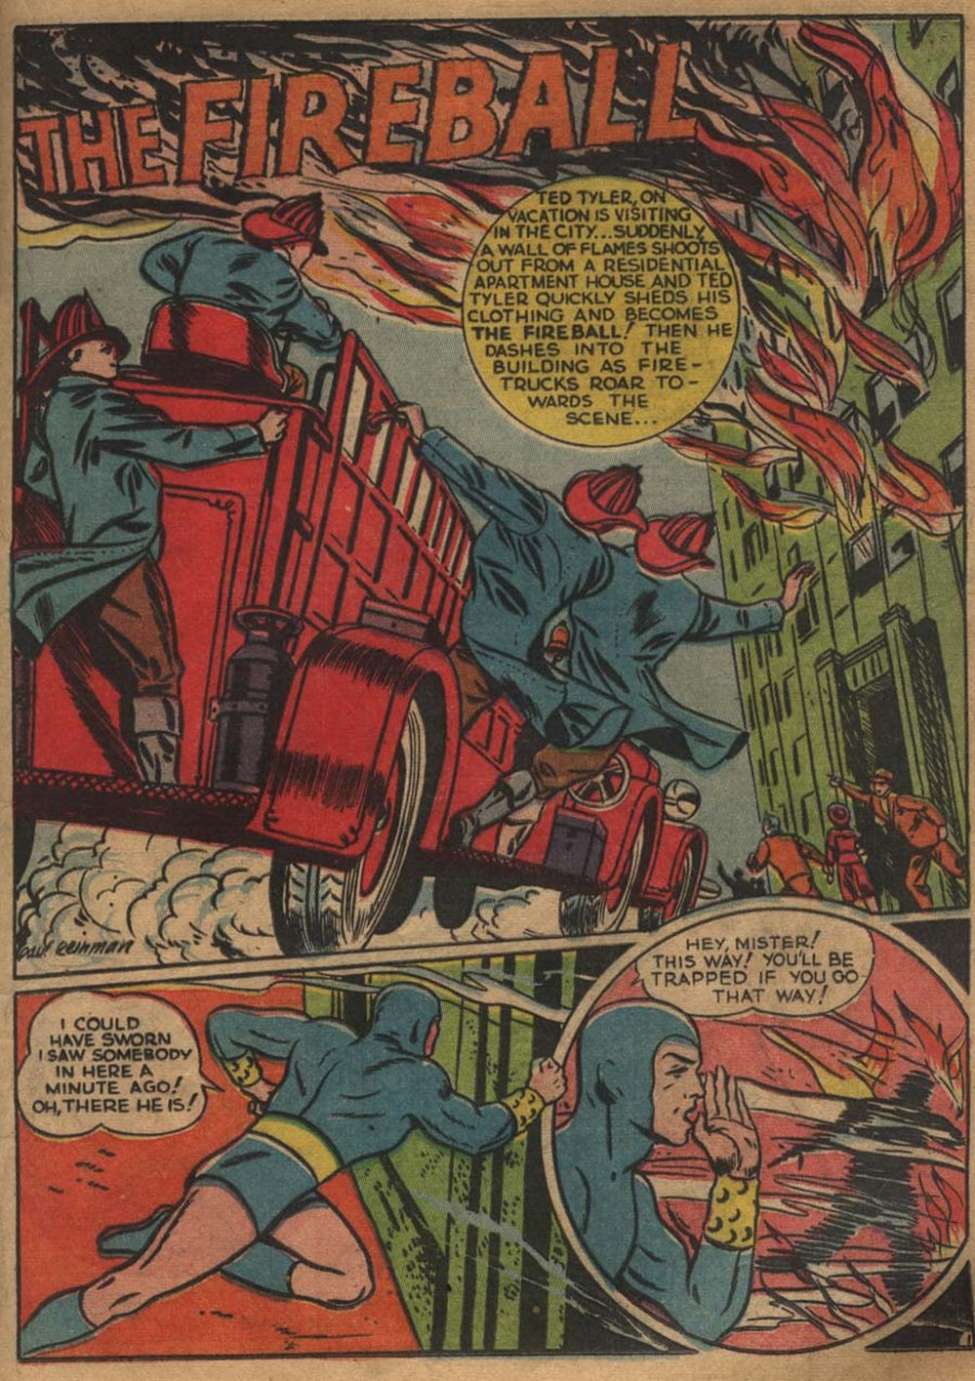 THE FIREBALL
TED TYLER, ON
VACATION IS VISITING
IN THE CITY... SUDDENLY
A WALL OF FLAMES SHOOTS
OUT FROM A RESIDENTIAL
APARTMENT HOUSE AND TED
TYLER QUICKLY SHEDS HIS
CLOTHING AND BECOMES
THE FIREBALL! THEN HE
DASHES INTO THE
BUILDING AS FIRE-
TRUCKS ROAR TO-
WARDS THE
SCENE...
Paul Reinman
I COULD
HAVE SWORN
I SAW SOMEBODY
IN HERE A
MINUTE AGO!
OH, THERE HE IS!
HEY, MISTER!
THIS WAY! YOU'LL BE
TRAPPED IF YOU GO
THAT WAY!
1